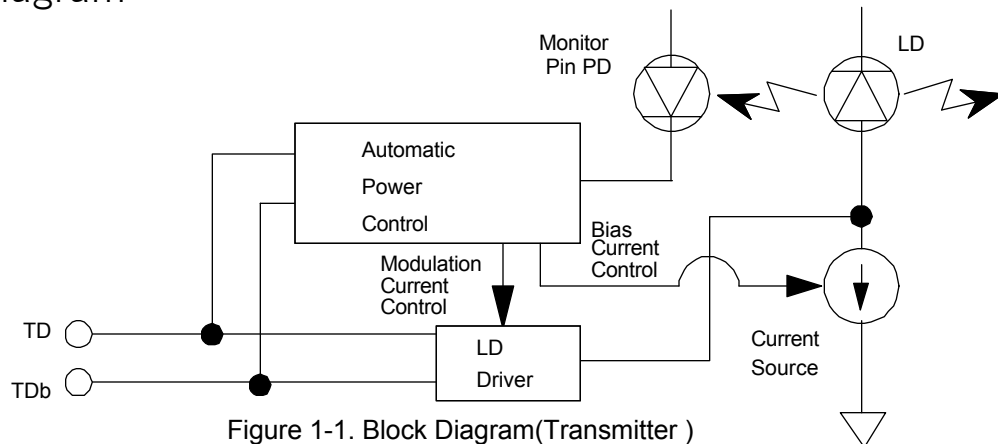 Monitor
Pin PD
LD
Automatic
Power
Control
Bias
Current
Control
Modulation
Current
Control
TD
LD
Driver
TDb
Current
Source
Figure 1-1. Block Diagram(Transmitter )